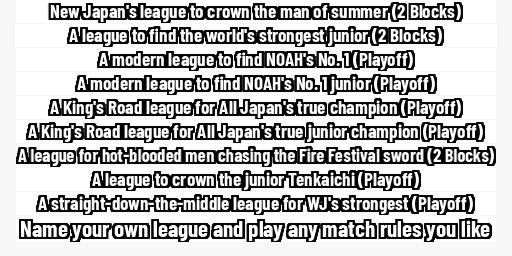 New Japan's league to crown the man of summer (2 Blocks)
A league to find the world's strongest junior (2 Blocks)
A modern league to find NOAH's No. 1 (Playoff)
A modern league to find NOAH's No. 1 junior (Playoff)
A King's Road league for All Japan's true champion (Playoff)
A King's Road league for All Japan's true junior champion (Playoff)
A league for hot-blooded men chasing the Fire Festival sword (2 Blocks)
A league to crown the junior Tenkaichi (Playoff)
A straight-down-the-middle league for WJ's strongest (Playoff)
Name your own league and play any match rules you like